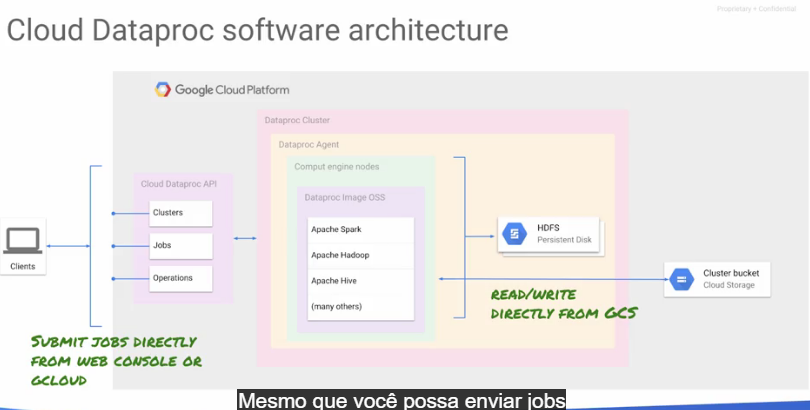 Proprietary + Confidential
Cloud Dataproc software architecture
Google Cloud Platform
Dataproc Cluster
Dataproc Agent
Comput engine nodes
Cloud Dataproc API
Dataproc Image OSS
Clusters
Jobs
Operations
Apache Spark
Apache Hadoop
Apache Hive
(many others)
HDFS
Persistent Disk
Clients
Cluster bucket
Cloud Storage
READ/WRITE
DIRECTLY FROM GCS
SUBMIT JOBS DIRECTLY
FROM WEB CONSOLE OR
GCLOUD
Mesmo que você possa enviar jobs